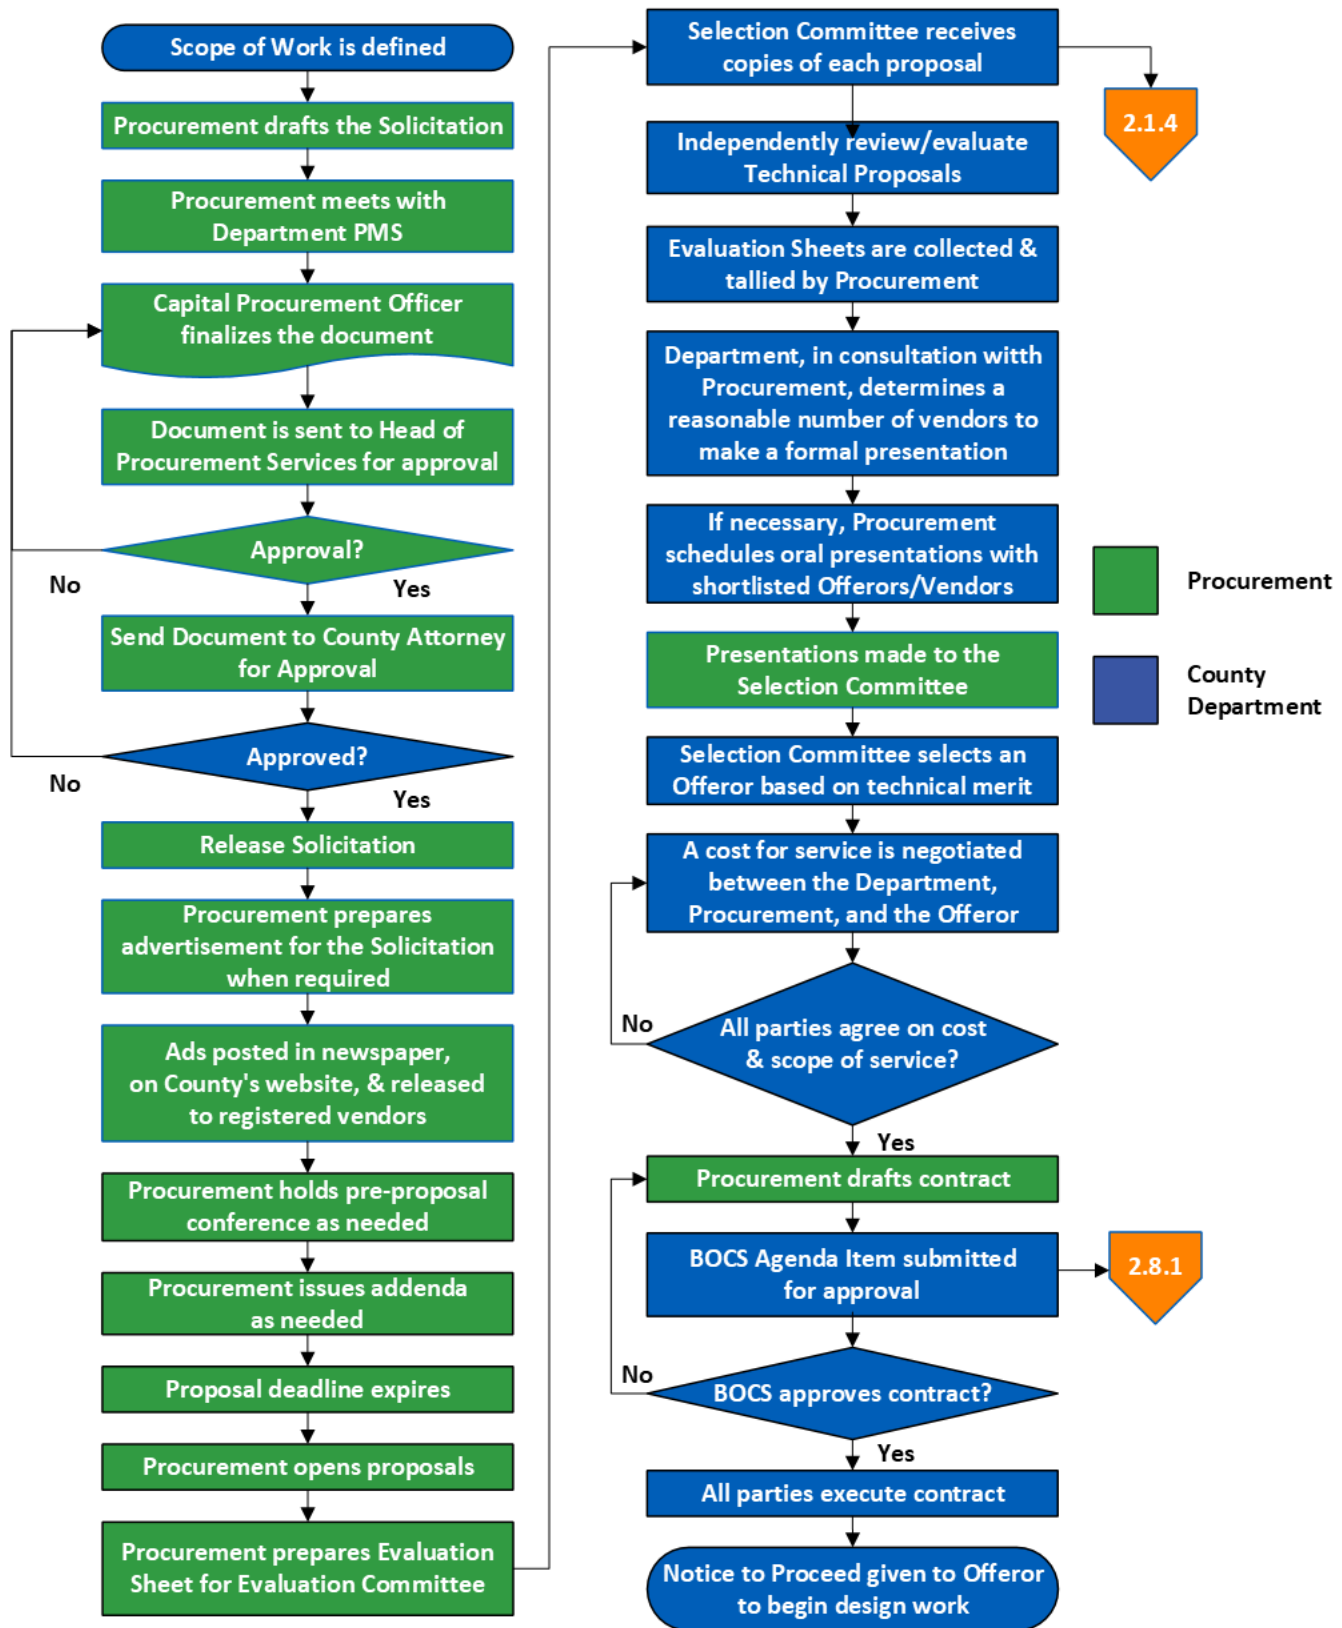 Scope of Work is defined
Procurement drafts the Solicitation
Procurement meets with
Department PMS
Capital Procurement Officer
finalizes the document
Document is sent to Head of
Procurement Services for approval
Approval?
No
Yes
Send Document to County Attorney
for Approval
Approved?
No
Yes
Release Solicitation
Procurement prepares
advertisement for the Solicitation
when required
Ads posted in newspaper,
on County's website, & released
to registered vendors
Procurement holds pre-proposal
conference as needed
Procurement issues addenda
as needed
Proposal deadline expires
Procurement opens proposals
Procurement prepares Evaluation
Sheet for Evaluation Committee
Selection Committee receives
copies of each proposal
2.1.4
Independently review/evaluate
Technical Proposals
Evaluation Sheets are collected &
tallied by Procurement
Department, in consultation witth
Procurement, determines a
reasonable number of vendors to
make a formal presentation
If necessary, Procurement
schedules oral presentations with
shortlisted Offerors/Vendors
Presentations made to the
Selection Committee
Selection Committee selects an
Offeror based on technical merit
A cost for service is negotiated
between the Department,
Procurement, and the Offeror
No
All parties agree on cost
& scope of service?
Yes
Procurement drafts contract
BOCS Agenda Item submitted
for approval
2.8.1
No
BOCS approves contract?
Yes
All parties execute contract
Notice to Proceed given to Offeror
to begin design work
Procurement
County
Department